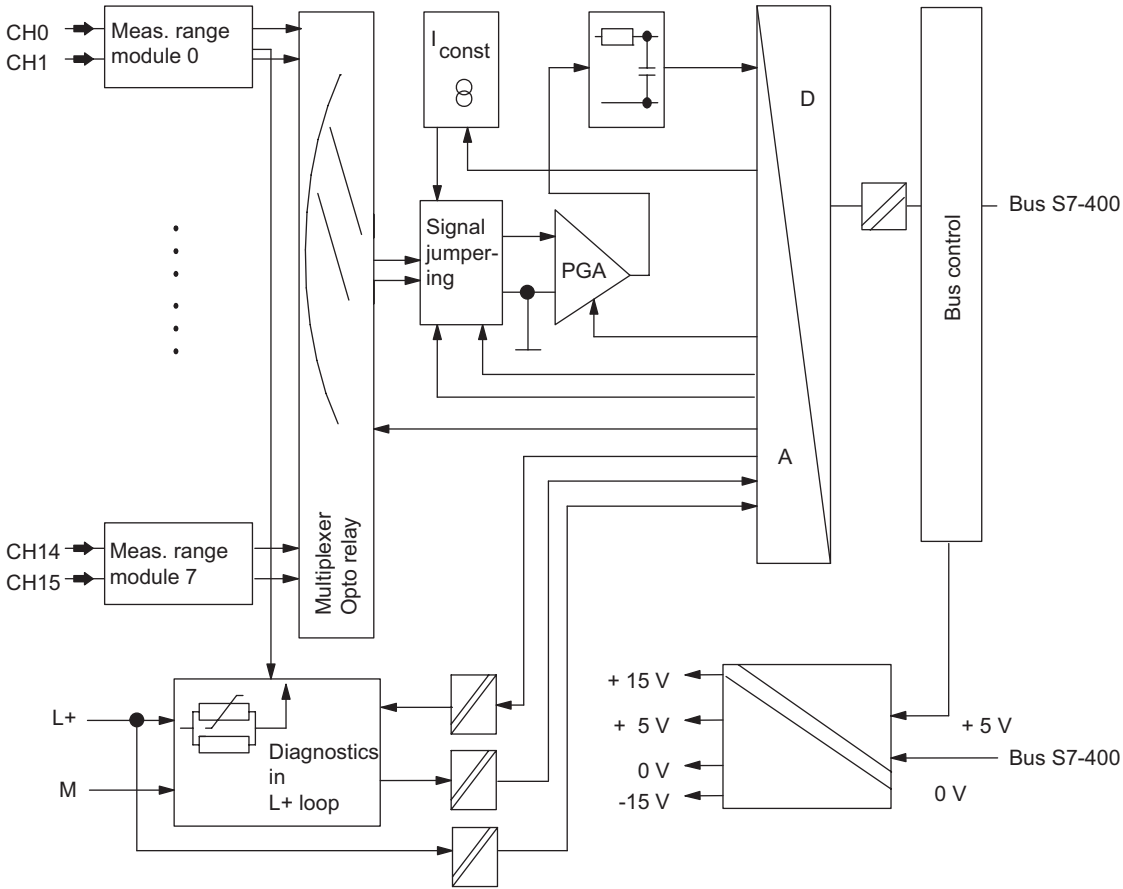 CH0
CH1
Meas. range
module 0
I const
D
Bus S7-400
Bus control
Signal
jumper-
ing
PGA
A
CH14
CH15
Meas. range
module 7
Multiplexer
Opto relay
L+
M
Diagnostics
in
L+ loop
+ 15 V
+ 5 V
0 V
-15 V
+ 5 V
Bus S7-400
0 V